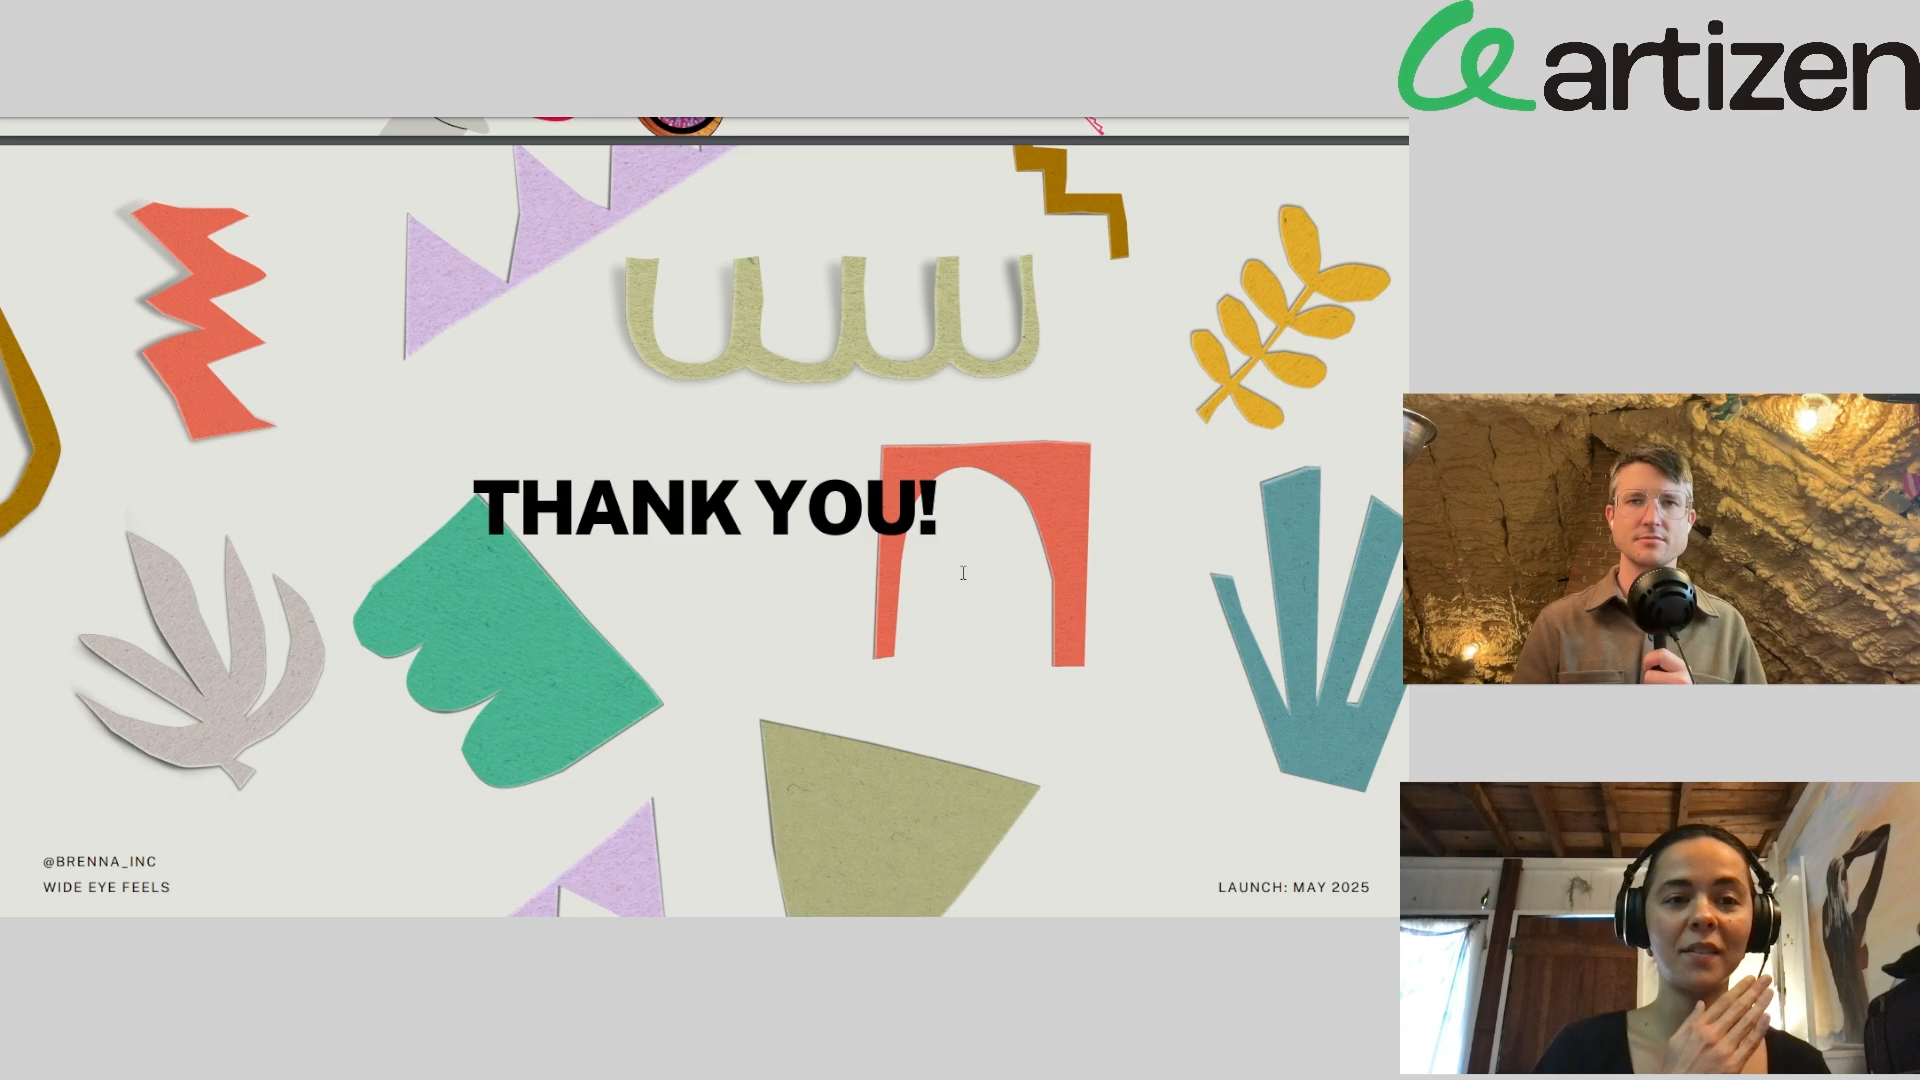 artizen
THANK YOU!
@BRENNA_INC
WIDE EYE FEELS
LAUNCH: MAY 2025